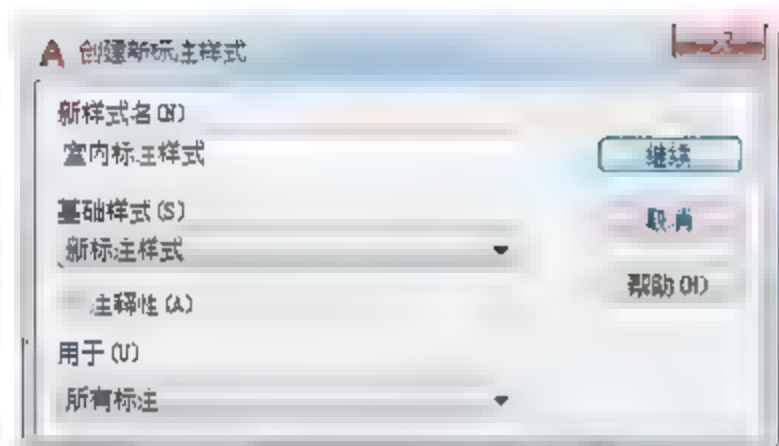 创建新标注样式
新样式名(N)
室内标注样式
继续
基础样式(S)
取消
新标注样式
帮助(H)
注释性(A)
用于(U)
所有标注